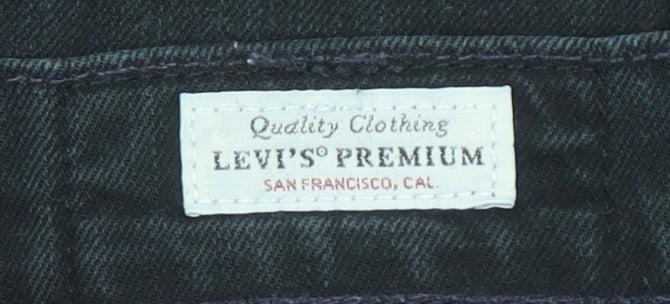 Quality Clothing
LEVI'S® PREMIUM
SAN FRANCISCO, CAL.